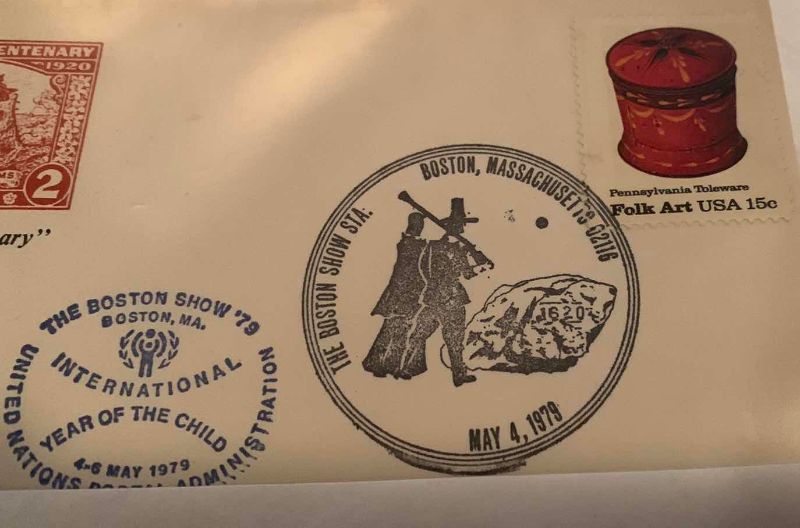 ENTENARY
1920
2
ary”
Pennsylvania Toleware
Folk Art USA 15c
THE BOSTON SHOW STA.
BOSTON, MASSACHUSETTS 02116
1620
MAY 4, 1979
THE BOSTON SHOW '79
BOSTON, MA.
INTERNATIONAL
YEAR OF THE CHILD
4-6 MAY 1979
UNITED NATIONS POSTAL ADMINISTRATION